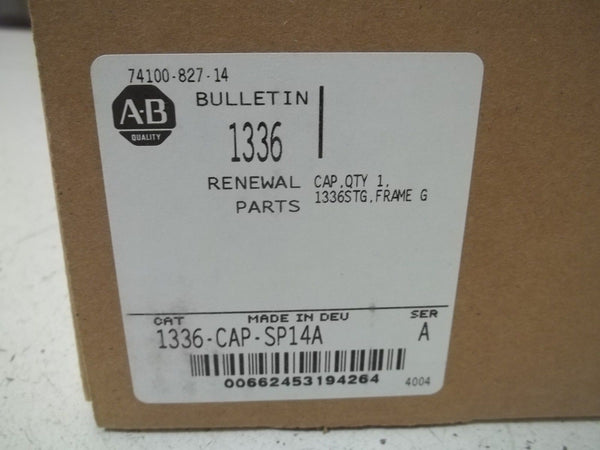 74100-827-14
A-B
QUALITY
BULLETIN
1336
RENEWAL PARTS
CAP,QTY 1,
1336STG,FRAME G
CAT MADE IN DEU SER
1336-CAP-SP14A A
00662453194264 4004